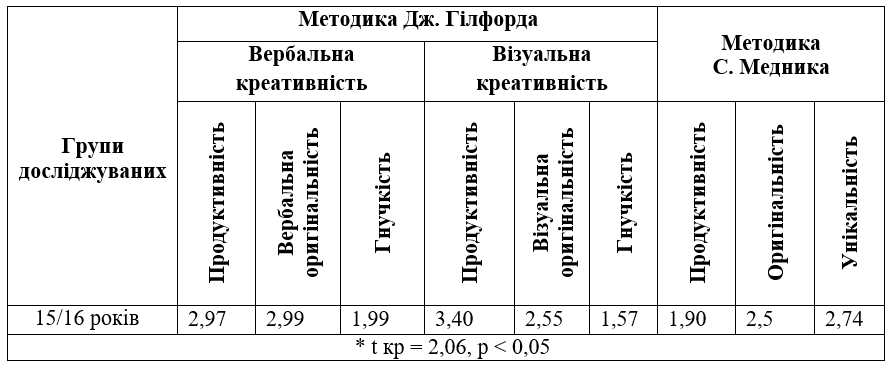 Групи
досліджуваних
Методика Дж. Гілфорда
Методика
С. Медника
Вербальна
креативність
Візуальна
креативність
Продуктивність
Вербальна
оригінальність
Гнучкість
Продуктивність
Візуальна
оригінальність
Гнучкість
Продуктивність
Оригінальність
Унікальність
15/16 років 2,97 2,99 1,99 3,40 2,55 1,57 1,90 2,5 2,74
* t кр = 2,06, p < 0,05